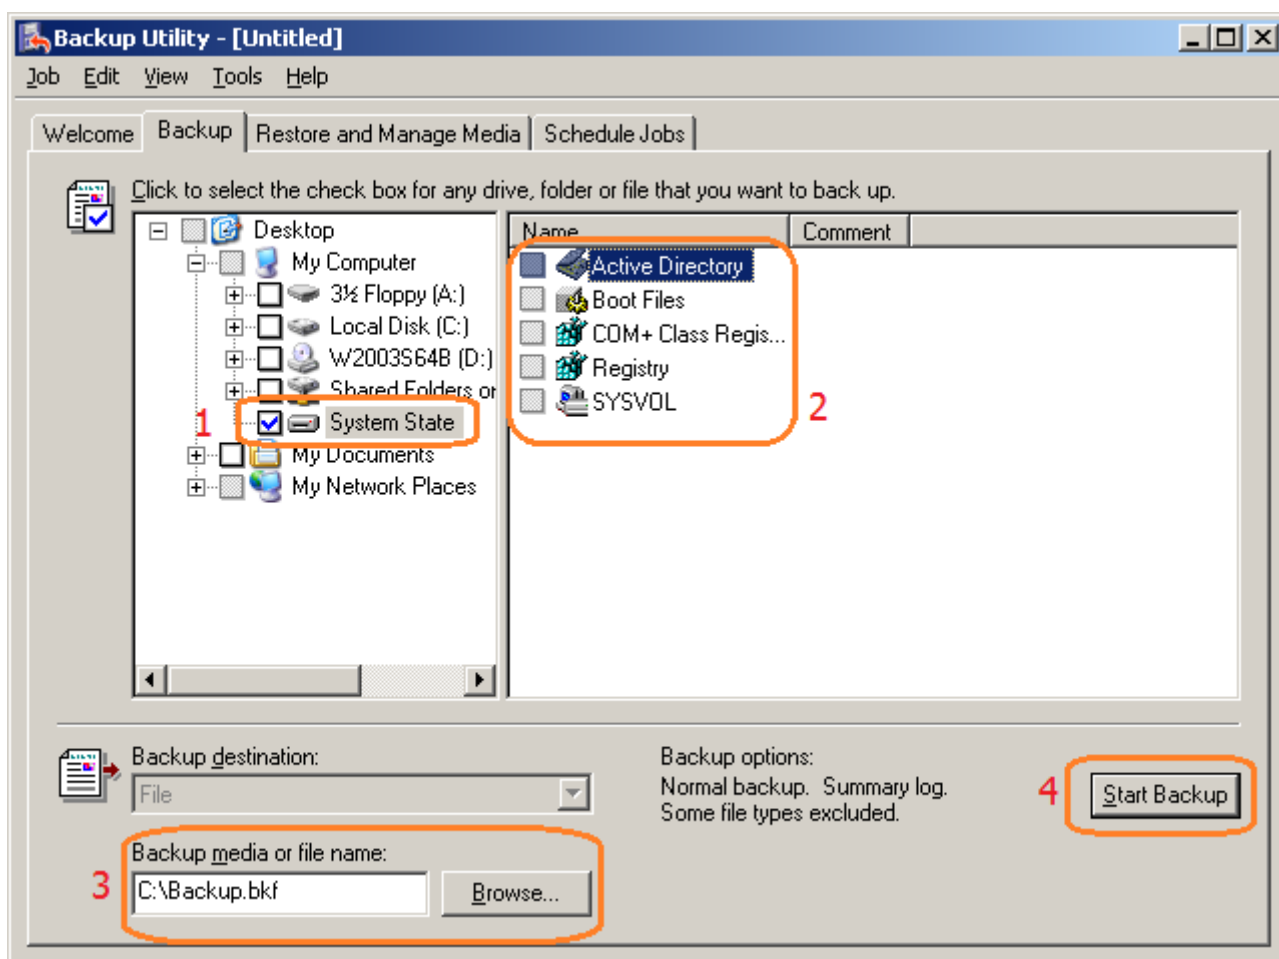 Backup Utility - [Untitled]
Job Edit View Tools Help
Welcome Backup Restore and Manage Media Schedule Jobs
Click to select the check box for any drive, folder or file that you want to back up.
Desktop
My Computer
3½ Floppy (A:)
Local Disk (C:)
W2003S64B (D:)
Shared Folders or
1 System State
My Documents
My Network Places
Name Comment
Active Directory
Boot Files
COM+ Class Regis...
Registry
SYSVOL
2
Backup destination:
File
Backup media or file name:
3 C:\Backup.bkf Browse...
Backup options:
Normal backup. Summary log.
Some file types excluded.
4 Start Backup